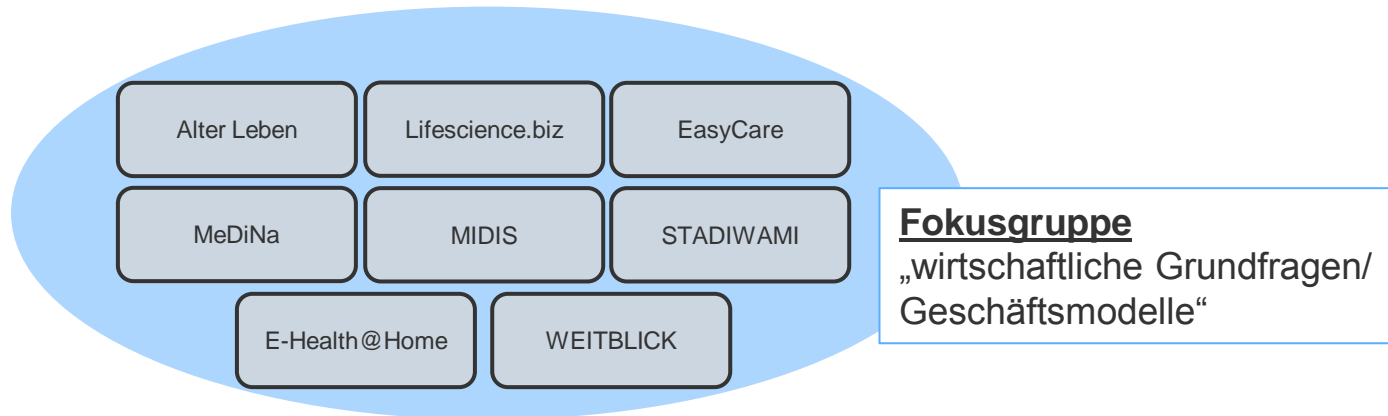 Alter Leben
Lifescience.biz
EasyCare
MeDiNa
MIDIS
STADIWAMI
E-Health@Home
WEITBLICK
Fokusgruppe
„wirtschaftliche Grundfragen/
Geschäftsmodelle“